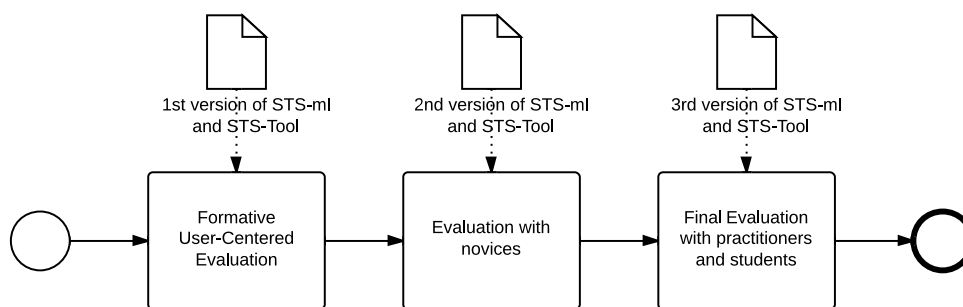 1st version of STS-ml
and STS-Tool
2nd version of STS-ml
and STS-Tool
3rd version of STS-ml
and STS-Tool
Formative
User-Centered
Evaluation
Evaluation with
novices
Final Evaluation
with practitioners
and students